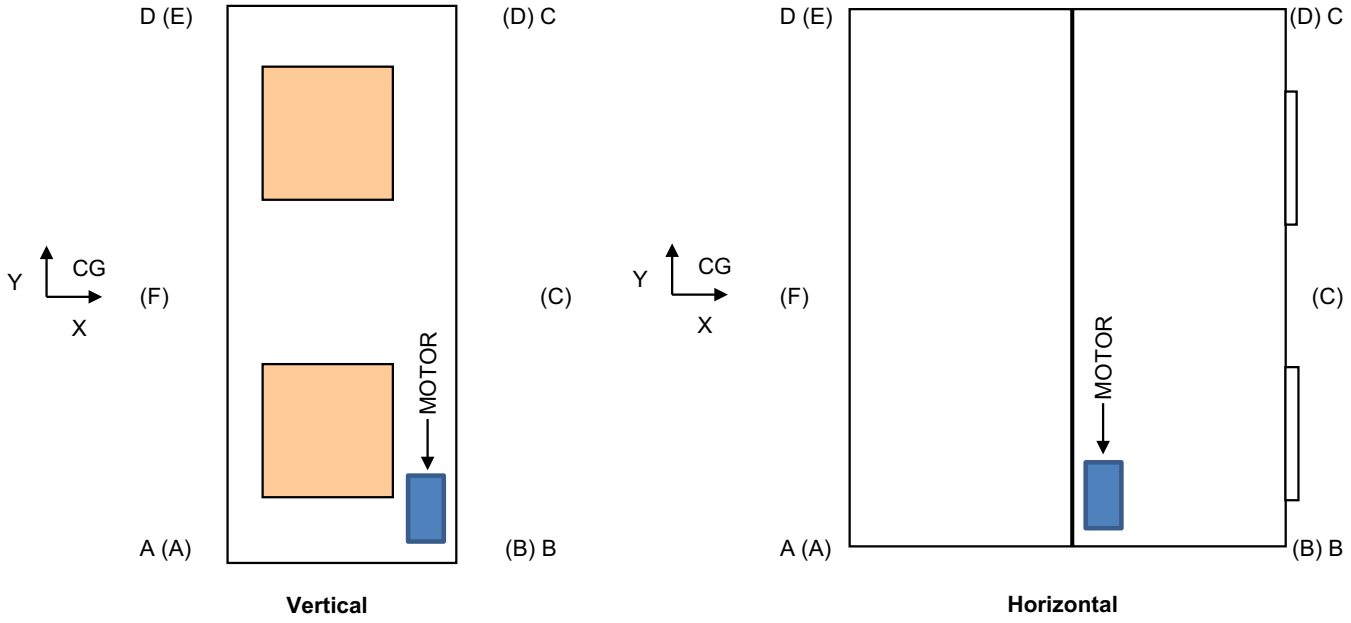 D (E)
(D) C
Y
CG
X
(F)
(C)
MOTOR
A (A)
(B) B
Vertical
D (E)
(D) C
Y
CG
X
(F)
(C)
MOTOR
A (A)
(B) B
Horizontal